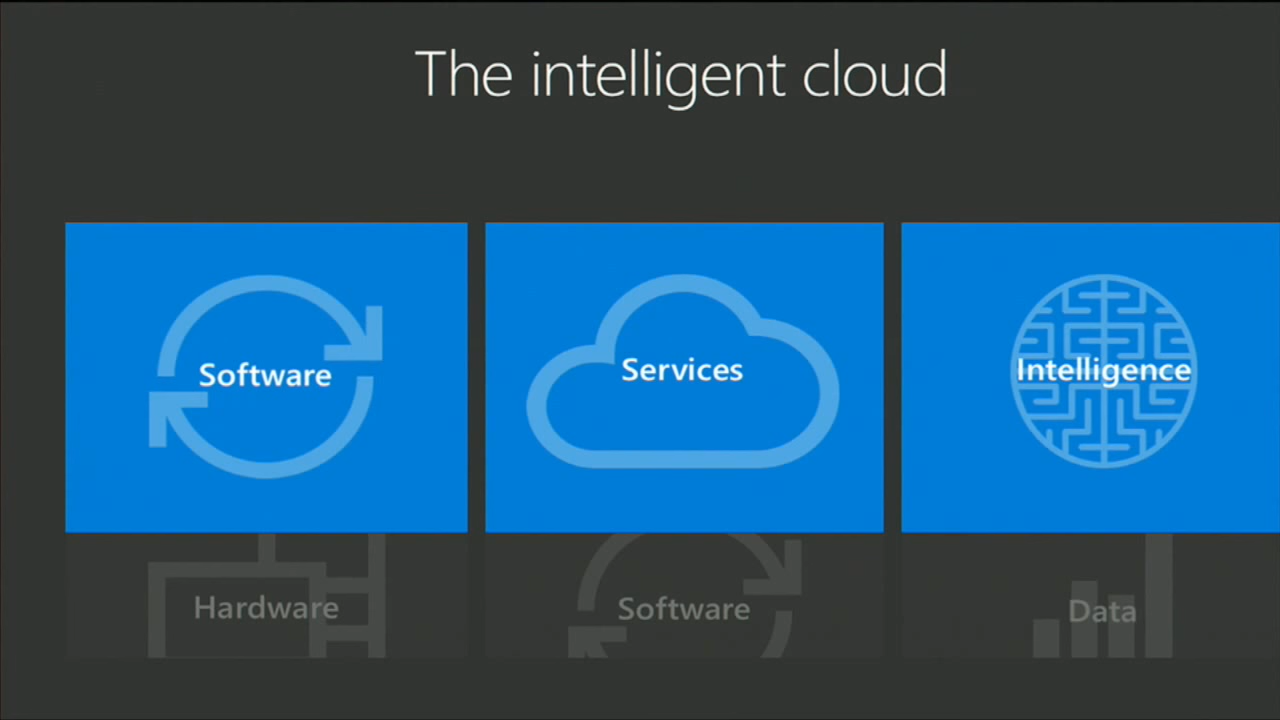 The intelligent cloud
Software
Services
Intelligence
Hardware
Software
Data